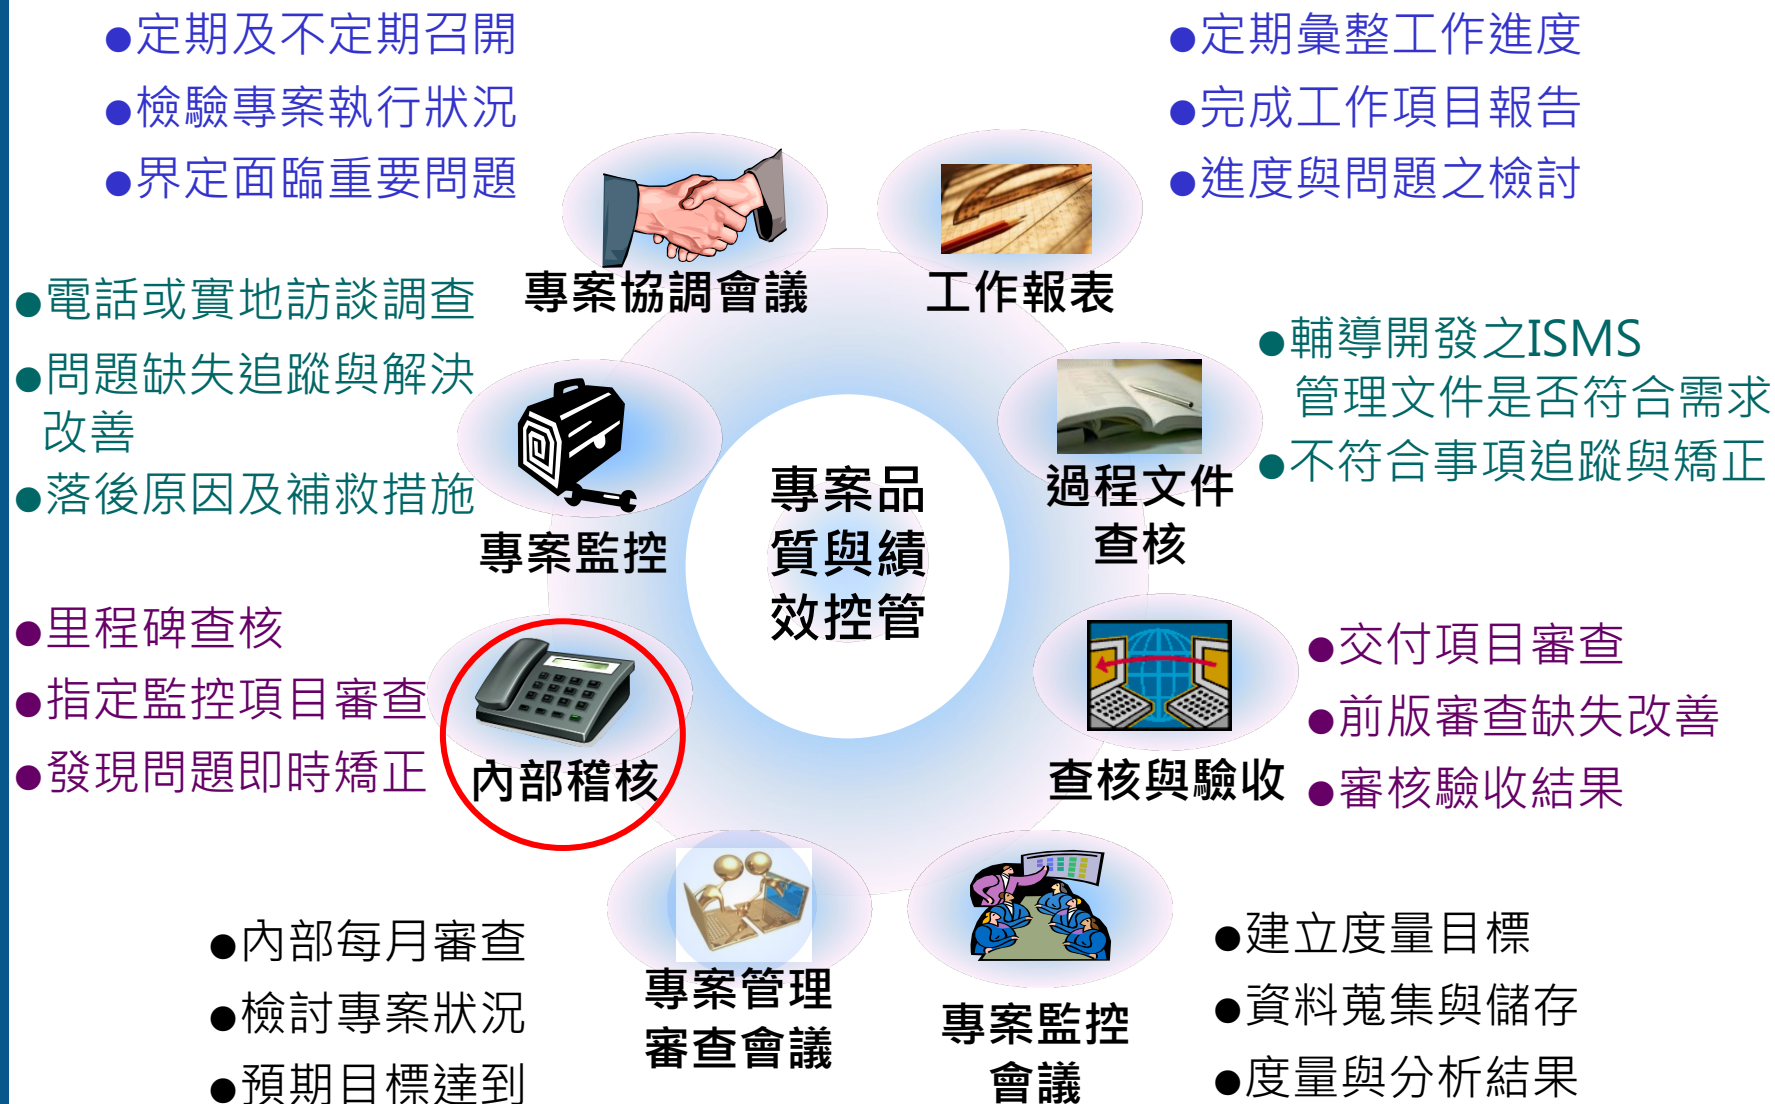 ●定期及不定期召開
●檢驗專案執行狀況
●界定面臨重要問題
●定期彙整工作進度
●完成工作項目報告
●進度與問題之檢討
專案協調會議
工作報表
●電話或實地訪談調查
●問題缺失追蹤與解決
改善
●落後原因及補救措施
專案監控
●輔導開發之ISMS
管理文件是否符合需求
●不符合事項追蹤與矯正
過程文件
查核
專案品
質與績
效控管
●里程碑查核
●指定監控項目審查
●發現問題即時矯正
內部稽核
●交付項目審查
●前版審查缺失改善
●審核驗收結果
查核與驗收
●內部每月審查
●檢討專案狀況
●預期目標達到
專案管理
審查會議
專案監控
會議
●建立度量目標
●資料蒐集與儲存
●度量與分析結果